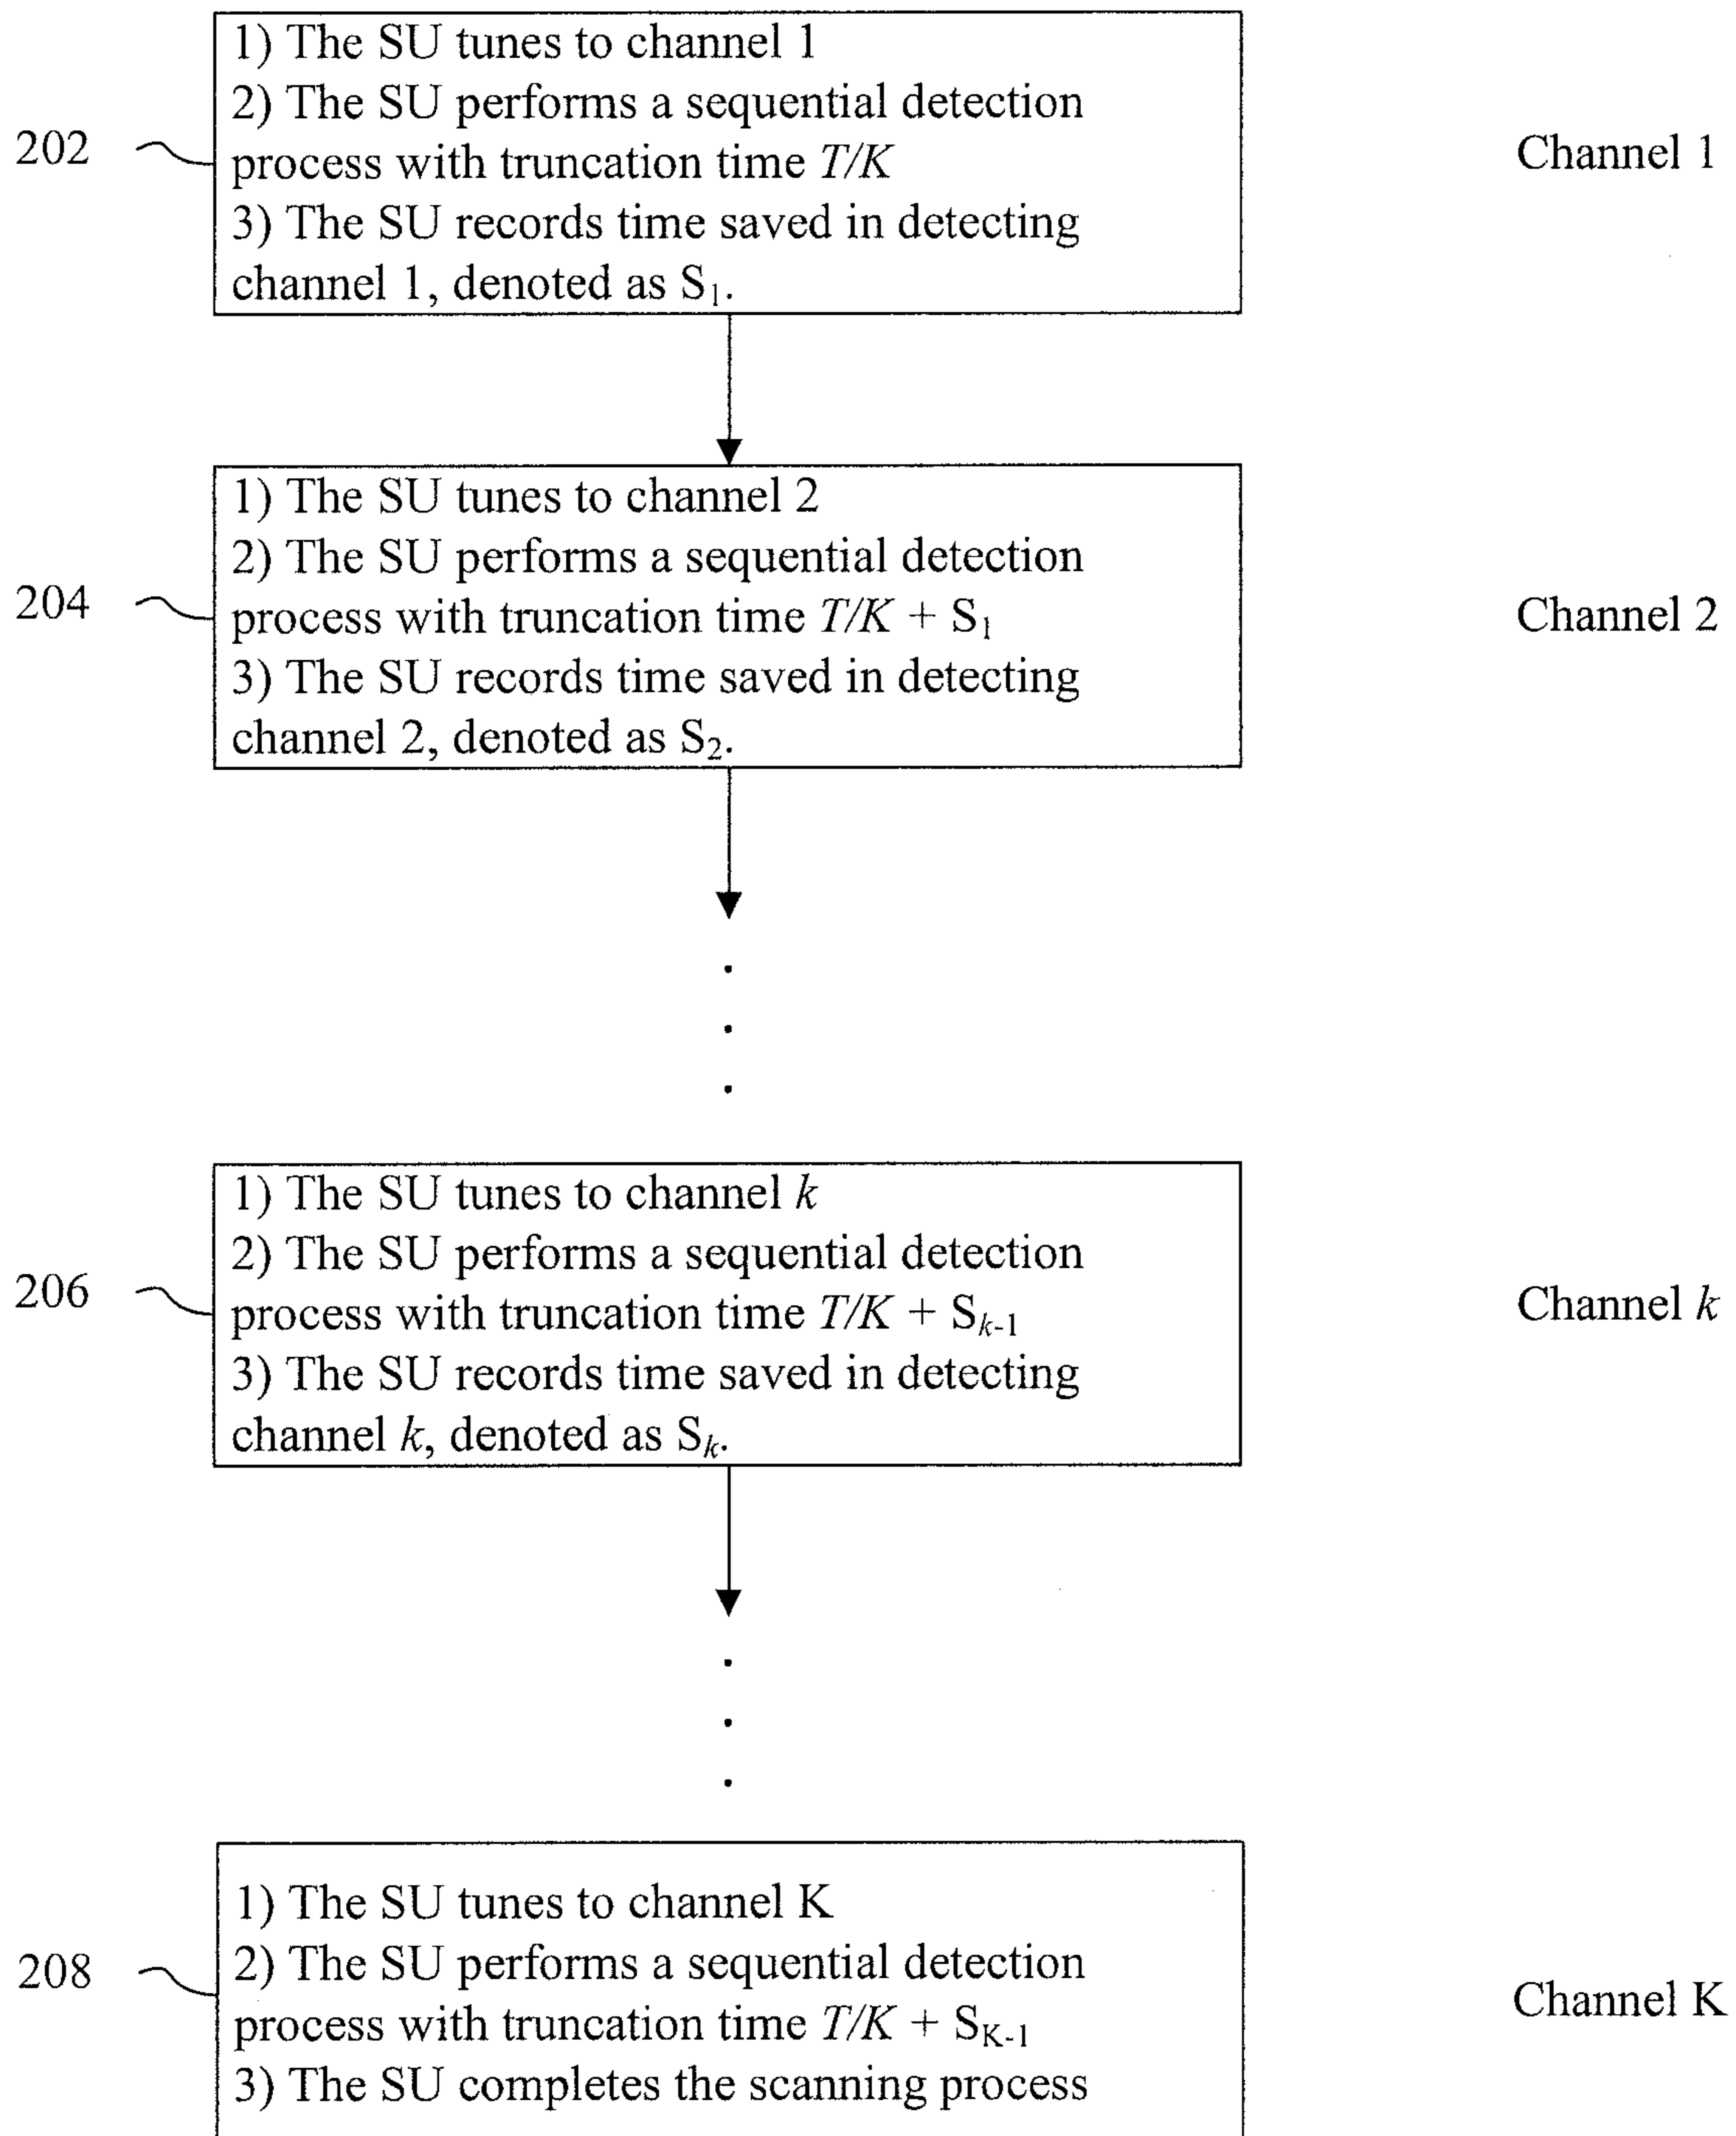 1) The SU tunes to channel 1
2) The SU performs a sequential detection
process with truncation time T/K
3) The SU records time saved in detecting
channel 1, denoted as S₁.
202
Channel 1
1) The SU tunes to channel 2
2) The SU performs a sequential detection
process with truncation time T/K + S₁
3) The SU records time saved in detecting
channel 2, denoted as S₂.
204
Channel 2
.
.
.
1) The SU tunes to channel k
2) The SU performs a sequential detection
process with truncation time T/K + Sₖ₋₁
3) The SU records time saved in detecting
channel k, denoted as Sₖ.
206
Channel k
.
.
.
1) The SU tunes to channel K
2) The SU performs a sequential detection
process with truncation time T/K + S_K-1
3) The SU completes the scanning process
208
Channel K